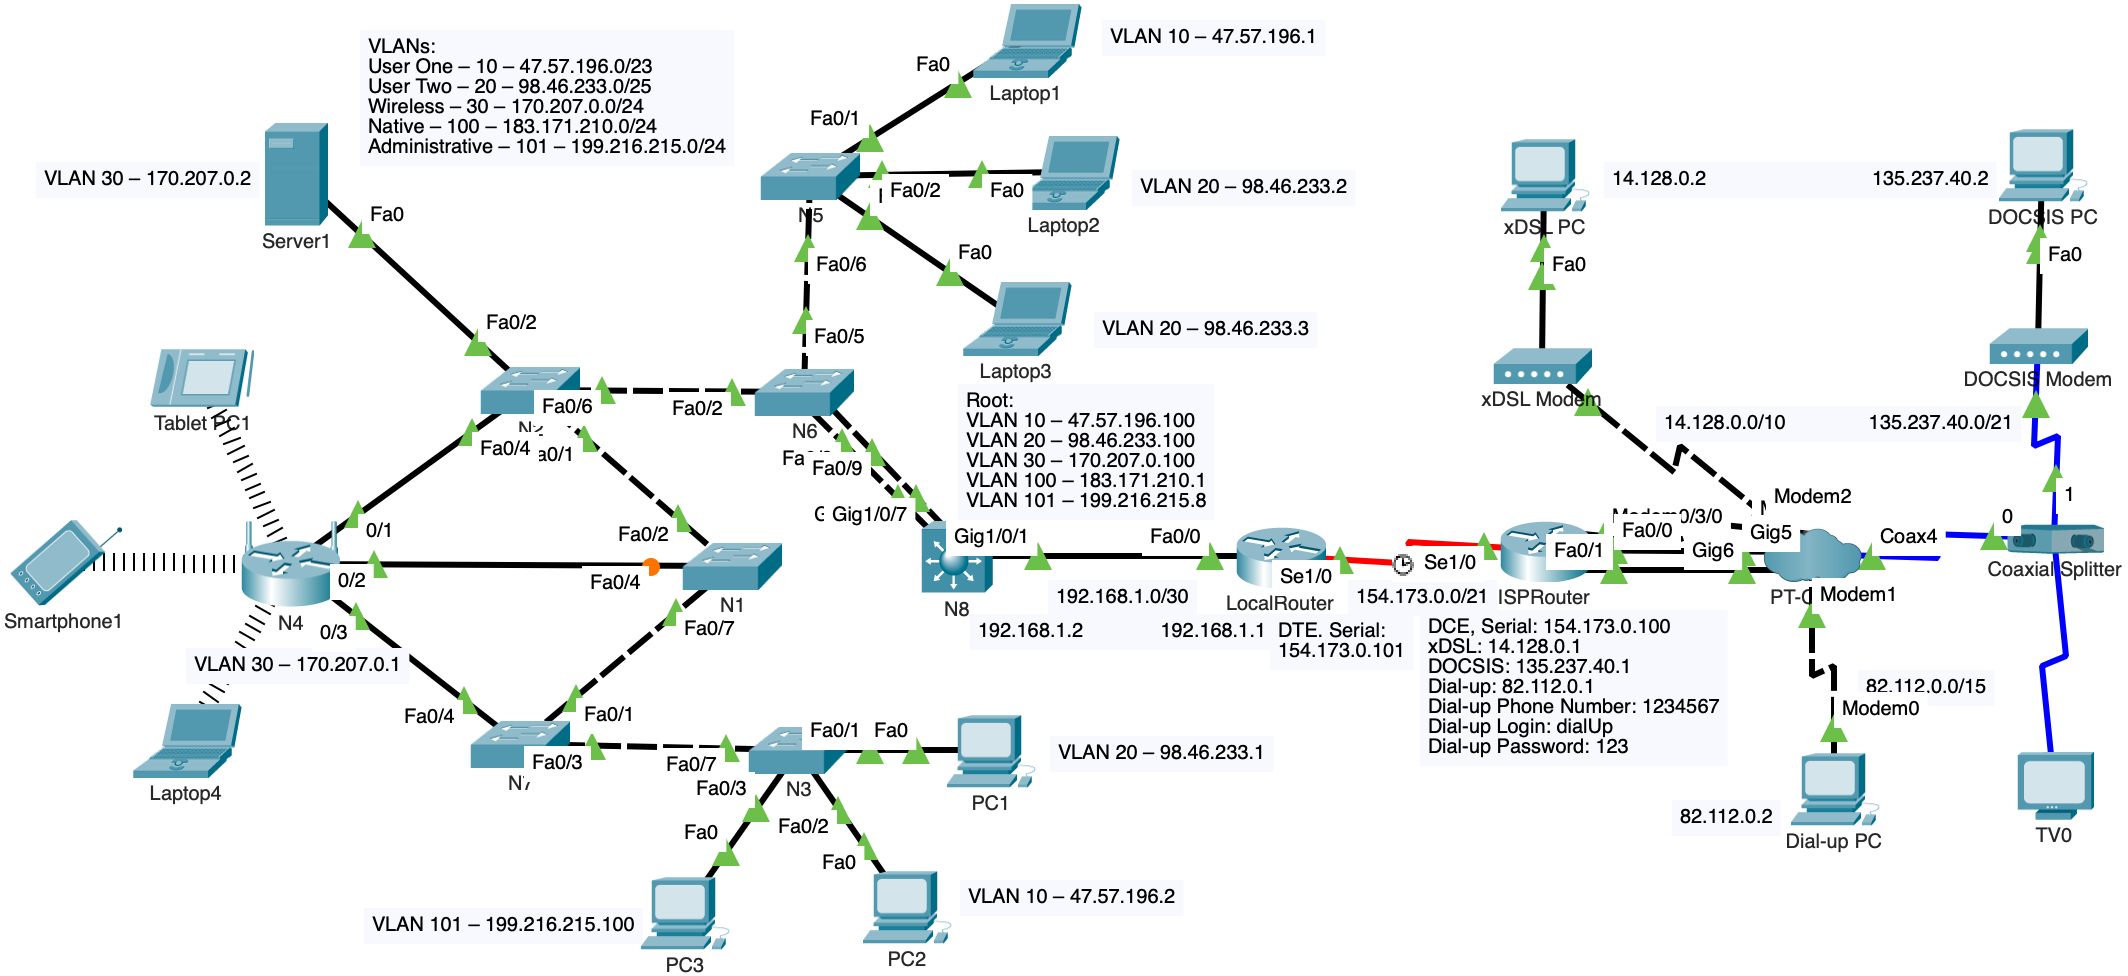 VLANs:
User One – 10 – 47.57.196.0/23
User Two – 20 – 98.46.233.0/25
Wireless – 30 – 170.207.0.0/24
Native – 100 – 183.171.210.0/24
Administrative – 101 – 199.216.215.0/24
VLAN 10 – 47.57.196.1
Fa0
Laptop1
Fa0/1
VLAN 30 – 170.207.0.2
Server1
Fa0
Fa0/2
Fa0
Laptop2
VLAN 20 – 98.46.233.2
N5
Fa0/6
Fa0
Fa0/5
Laptop3
VLAN 20 – 98.46.233.3
14.128.0.2
xDSL PC
Fa0
135.237.40.2
DOCSIS PC
Fa0
xDSL Modem
DOCSIS Modem
14.128.0.0/10
135.237.40.0/21
Fa0/2
Tablet PC1
Fa0/6
Fa0/4
Fa0/2
N6
Fa0/9
Gig1/0/7
Root:
VLAN 10 – 47.57.196.100
VLAN 20 – 98.46.233.100
VLAN 30 – 170.207.0.100
VLAN 100 – 183.171.210.1
VLAN 101 – 199.216.215.8
0/1
0/2
0/3
N4
Smartphone1
VLAN 30 – 170.207.0.1
Laptop4
Fa0/2
Fa0/4
N1
Fa0/7
Fa0/4
Fa0/1
Fa0/3
Fa0/7
Fa0/1
Fa0
N3
Fa0/3
Fa0/2
Fa0
Fa0
PC1
VLAN 20 – 98.46.233.1
PC2
VLAN 10 – 47.57.196.2
VLAN 101 – 199.216.215.100
PC3
Gig1/0/1
N8
Fa0/0
192.168.1.0/30
192.168.1.2
192.168.1.1
Se1/0
LocalRouter
DTE. Serial:
154.173.0.101
154.173.0.0/21
Se1/0
ISPRouter
DCE, Serial: 154.173.0.100
xDSL: 14.128.0.1
DOCSIS: 135.237.40.1
Dial-up: 82.112.0.1
Dial-up Phone Number: 1234567
Dial-up Login: dialUp
Dial-up Password: 123
Fa0/0
Fa0/1
Modem2
Gig5
Gig6
Modem1
Coax4
0
1
Coaxial Splitter
82.112.0.0/15
Modem0
82.112.0.2
Dial-up PC
TV0